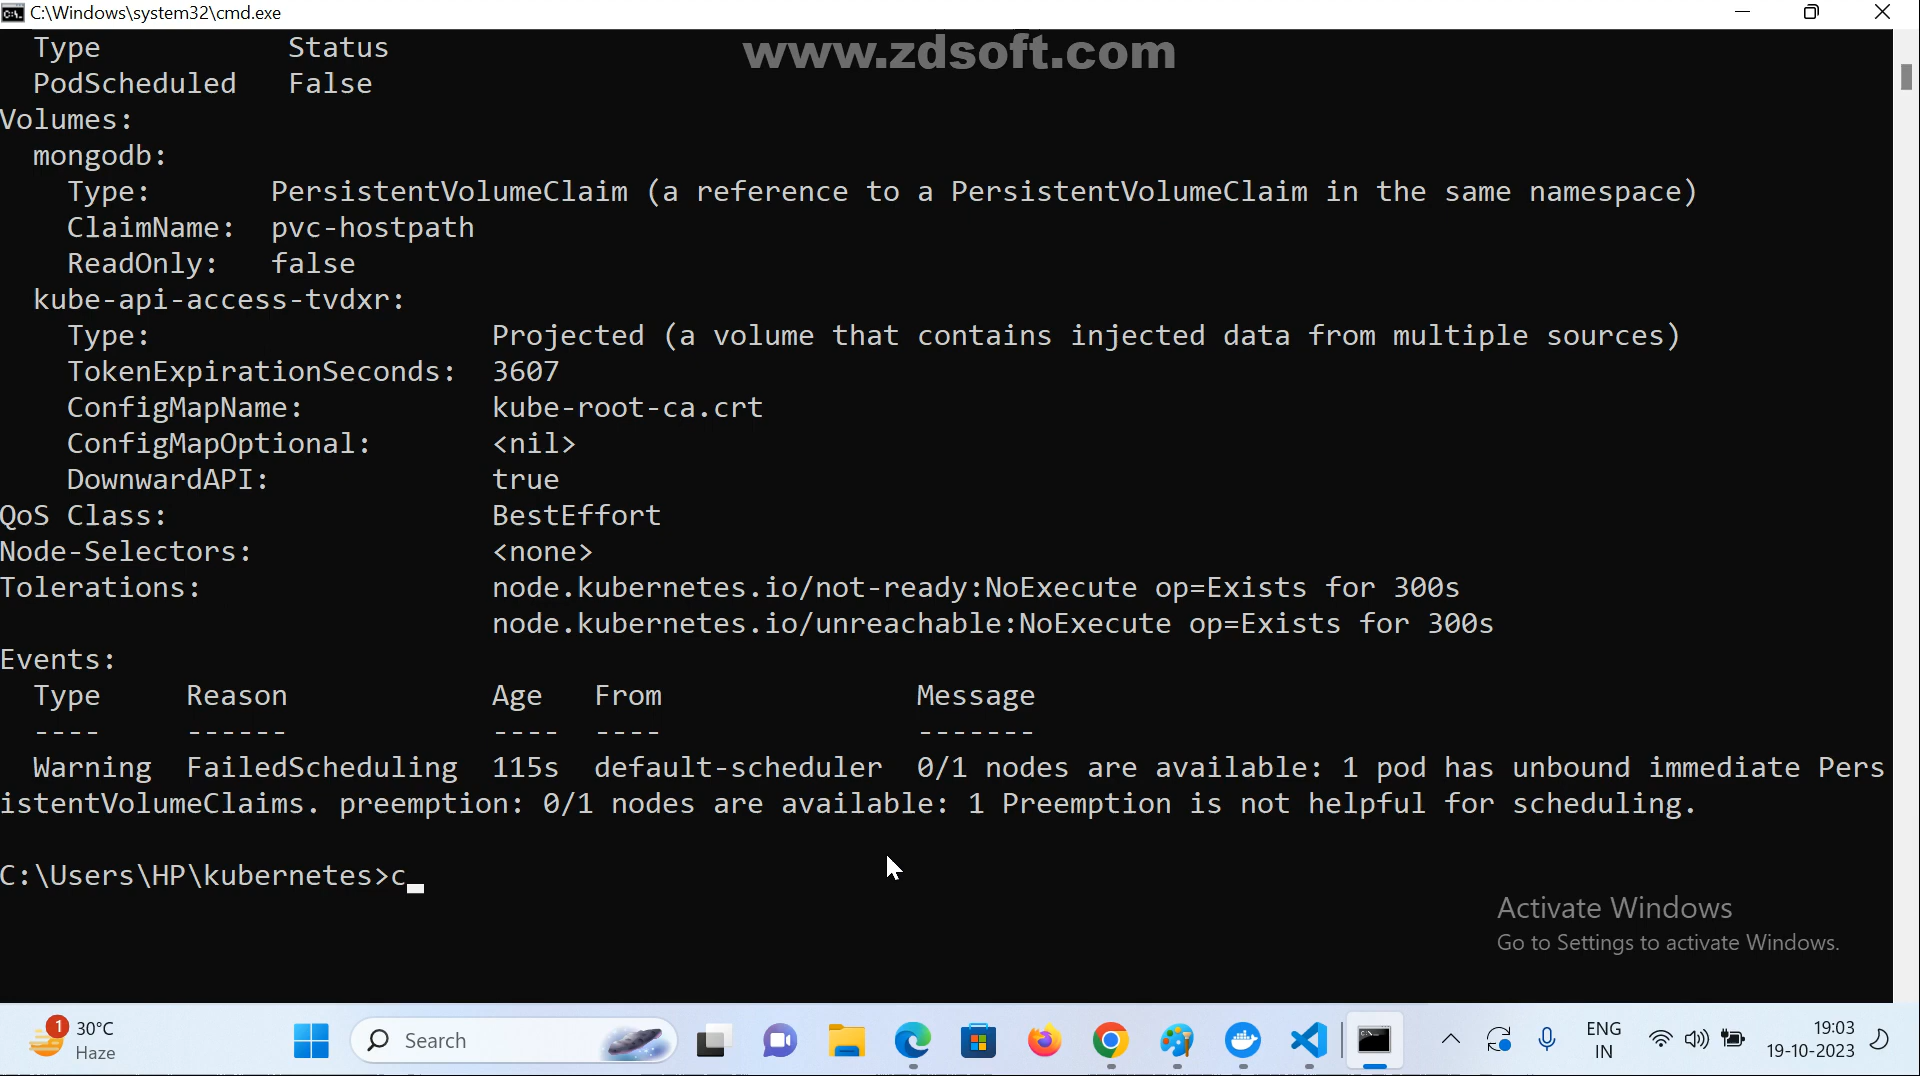 C:\Windows\system32\cmd.exe
www.zdsoft.com
Type Status
PodScheduled False
Volumes:
mongodb:
Type: PersistentVolumeClaim (a reference to a PersistentVolumeClaim in the same namespace)
ClaimName: pvc-hostpath
ReadOnly: false
kube-api-access-tvdxr:
Type: Projected (a volume that contains injected data from multiple sources)
TokenExpirationSeconds: 3607
ConfigMapName: kube-root-ca.crt
ConfigMapOptional: <nil>
DownwardAPI: true
QoS Class: BestEffort
Node-Selectors: <none>
Tolerations: node.kubernetes.io/not-ready:NoExecute op=Exists for 300s
node.kubernetes.io/unreachable:NoExecute op=Exists for 300s
Events:
Type Reason Age From Message
---- ------ ---- ---- -------
Warning FailedScheduling 115s default-scheduler 0/1 nodes are available: 1 pod has unbound immediate Pers
istentVolumeClaims. preemption: 0/1 nodes are available: 1 Preemption is not helpful for scheduling.
C:\Users\HP\kubernetes>c_
Activate Windows
Go to Settings to activate Windows.
1
30°C
Haze
Search
ENG
IN
19:03
19-10-2023